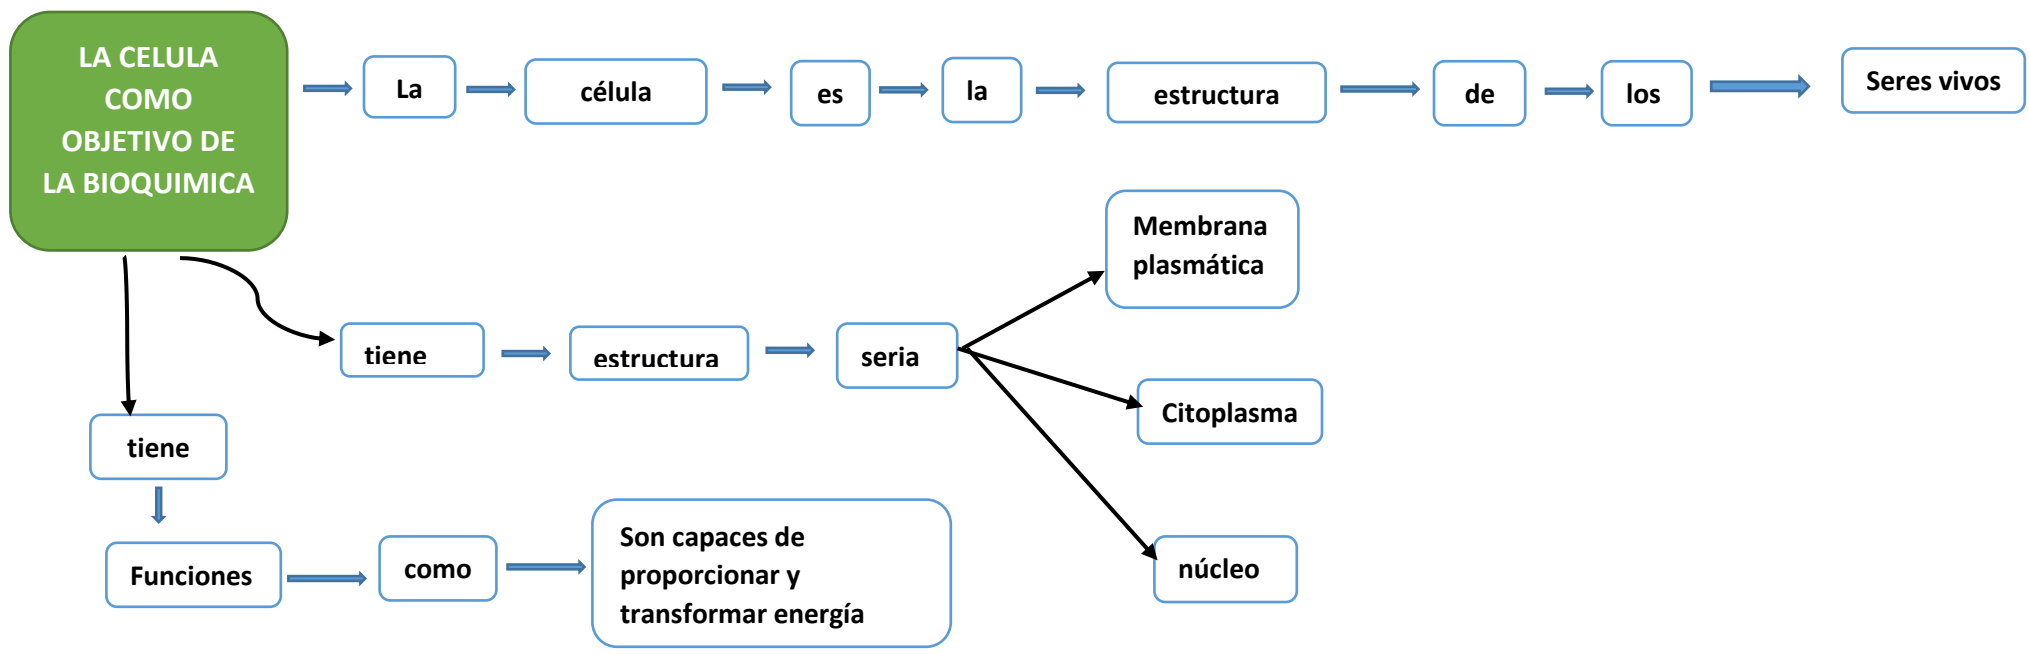 LA CELULA
COMO
OBJETIVO DE
LA BIOQUIMICA
La
célula
es
la
estructura
de
los
Seres vivos
Membrana
plasmática
tiene
estructura
seria
Citoplasma
tiene
Funciones
como
Son capaces de
proporcionar y
transformar energía
núcleo